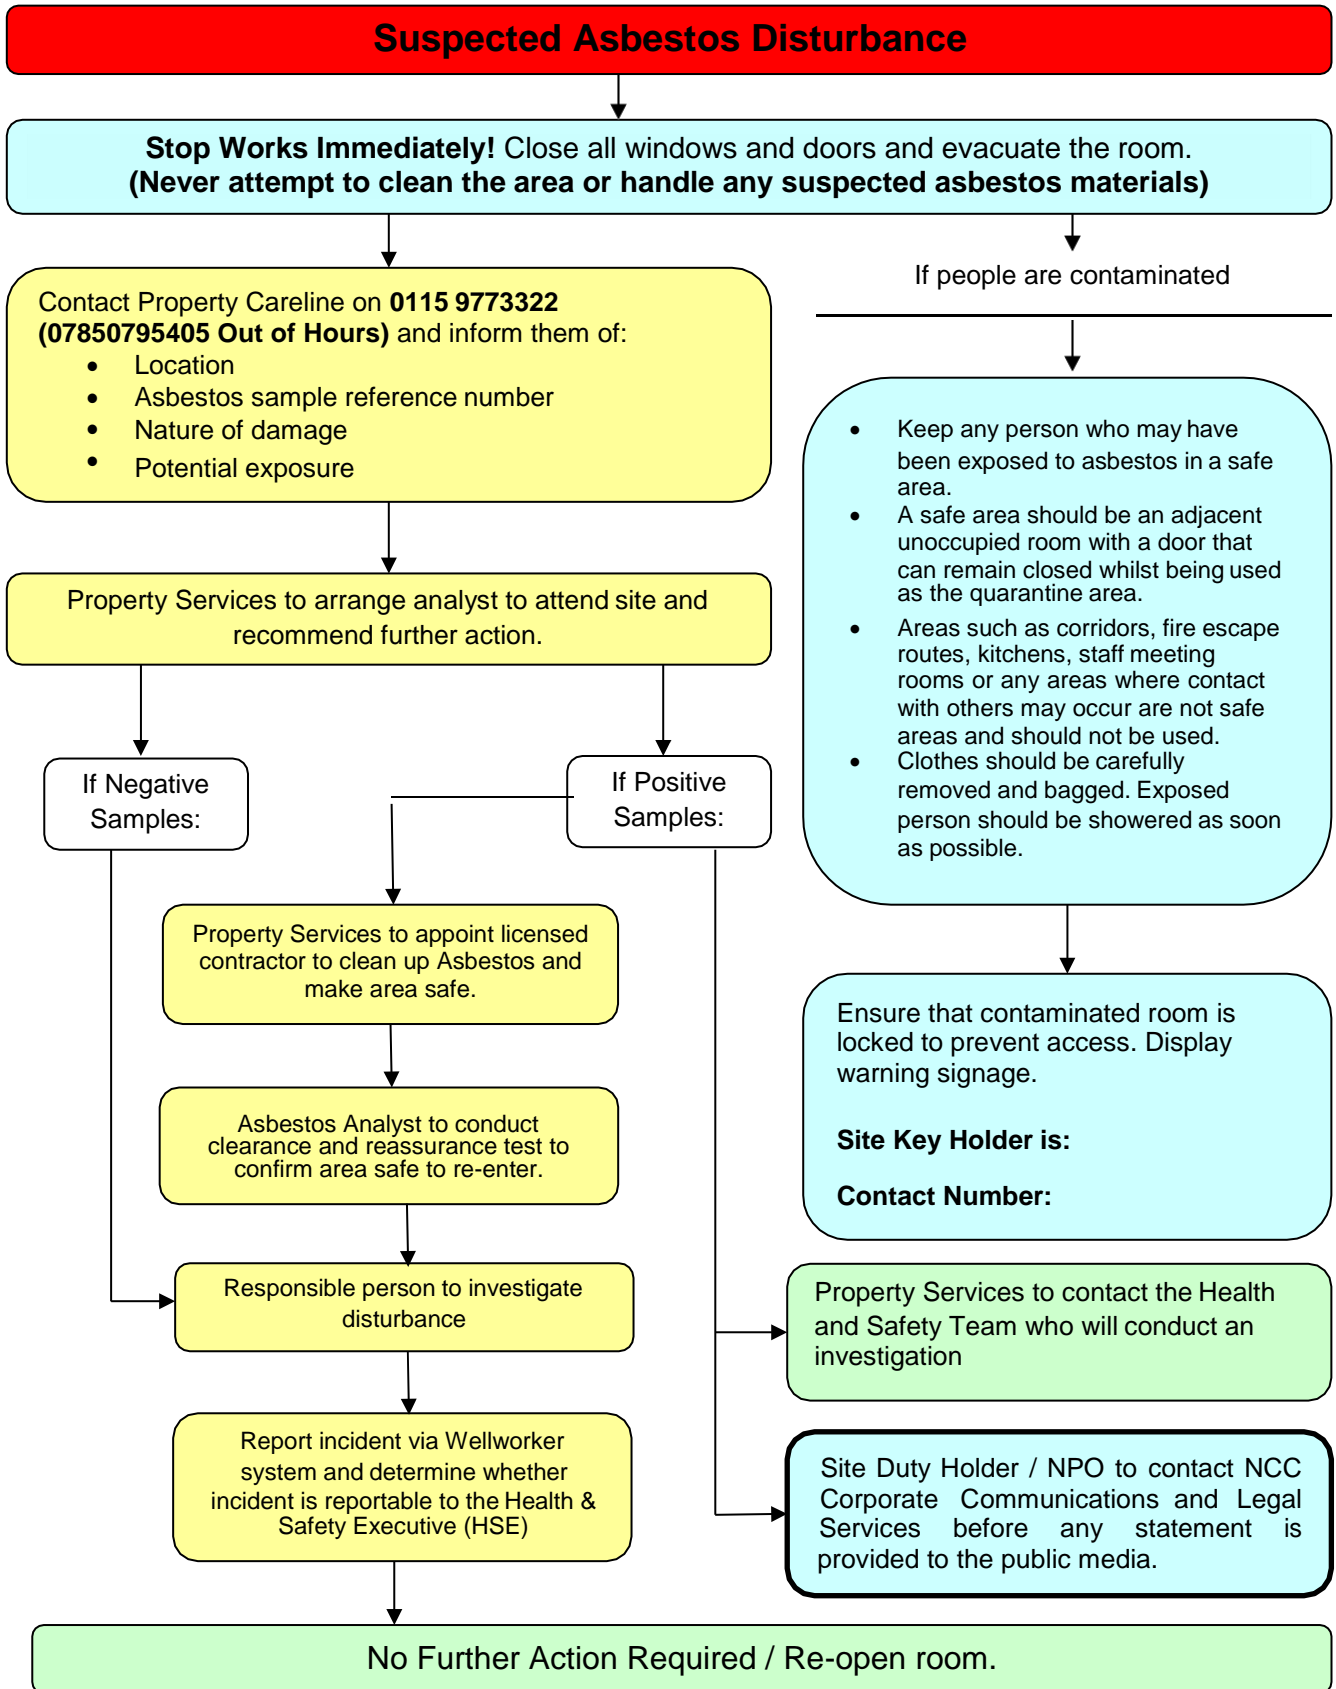 Suspected Asbestos Disturbance
Stop Works Immediately! Close all windows and doors and evacuate the room.
(Never attempt to clean the area or handle any suspected asbestos materials)
Contact Property Careline on 0115 9773322
(07850795405 Out of Hours) and inform them of:
• Location
• Asbestos sample reference number
• Nature of damage
• Potential exposure
If people are contaminated
• Keep any person who may have
been exposed to asbestos in a safe
area.
• A safe area should be an adjacent
unoccupied room with a door that
can remain closed whilst being used
as the quarantine area.
• Areas such as corridors, fire escape
routes, kitchens, staff meeting
rooms or any areas where contact
with others may occur are not safe
areas and should not be used.
• Clothes should be carefully
removed and bagged. Exposed
person should be showered as soon
as possible.
Property Services to arrange analyst to attend site and
recommend further action.
If Negative
Samples:
If Positive
Samples:
Property Services to appoint licensed
contractor to clean up Asbestos and
make area safe.
Ensure that contaminated room is
locked to prevent access. Display
warning signage.
Site Key Holder is:
Contact Number:
Asbestos Analyst to conduct
clearance and reassurance test to
confirm area safe to re-enter.
Responsible person to investigate
disturbance
Property Services to contact the Health
and Safety Team who will conduct an
investigation
Report incident via Wellworker
system and determine whether
incident is reportable to the Health &
Safety Executive (HSE)
Site Duty Holder / NPO to contact NCC
Corporate Communications and Legal
Services before any statement is
provided to the public media.
No Further Action Required / Re-open room.